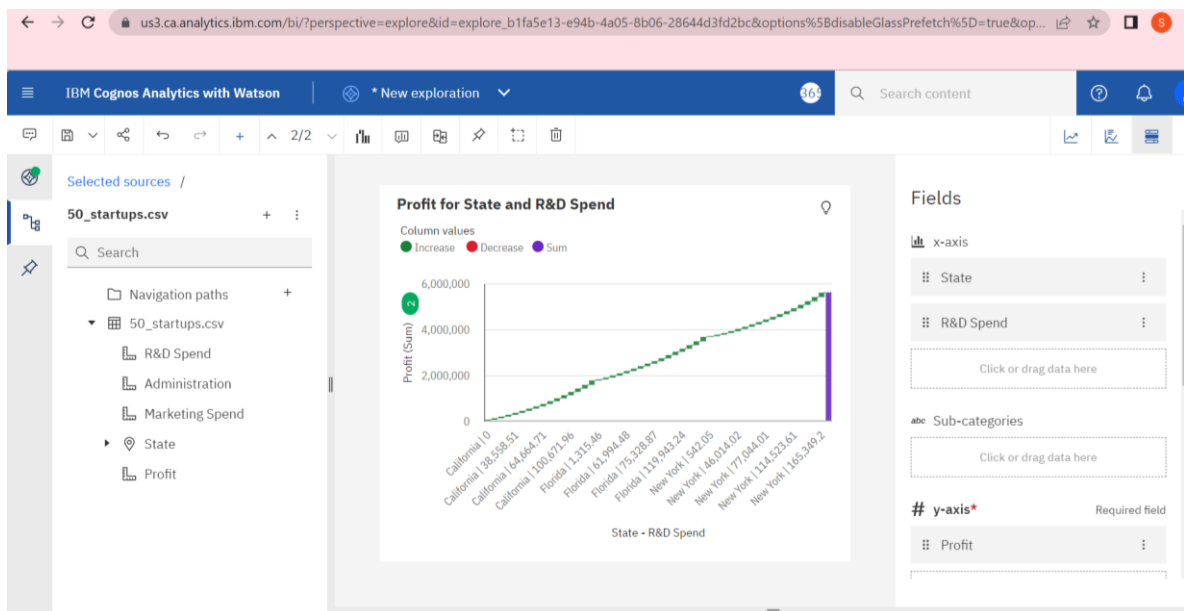 us3.ca.analytics.ibm.com/bi/?perspective=explore&id=explore_b1fa5e13-e94b-4a05-8b06-28644d3fd2bc&options%5BdisableGlassPrefetch%5D=true&op...
S
IBM Cognos Analytics with Watson
* New exploration
365
Search content
2/2
Selected sources /
50_startups.csv
Search
Navigation paths
50_startups.csv
R&D Spend
Administration
Marketing Spend
State
Profit
Profit for State and R&D Spend
Column values
Increase Decrease Sum
2
Profit (Sum)
6,000,000
4,000,000
2,000,000
0
California | 0
California | 38,558.51
California | 64,664.71
California | 100,671.96
Florida | 1,315.46
Florida | 61,994.48
Florida | 75,328.87
Florida | 119,943.24
New York | 542.05
New York | 46,014.02
New York | 77,044.01
New York | 114,523.61
New York | 165,349.2
State - R&D Spend
Fields
x-axis
State
R&D Spend
Click or drag data here
abc Sub-categories
Click or drag data here
# y-axis* Required field
Profit